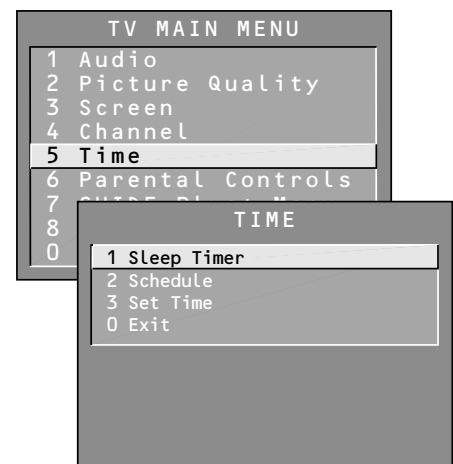 TV MAIN MENU
1 Audio
2 Picture Quality
3 Screen
4 Channel
5 Time
6 Parental Controls
7
8
0
TIME
1 Sleep Timer
2 Schedule
3 Set Time
0 Exit